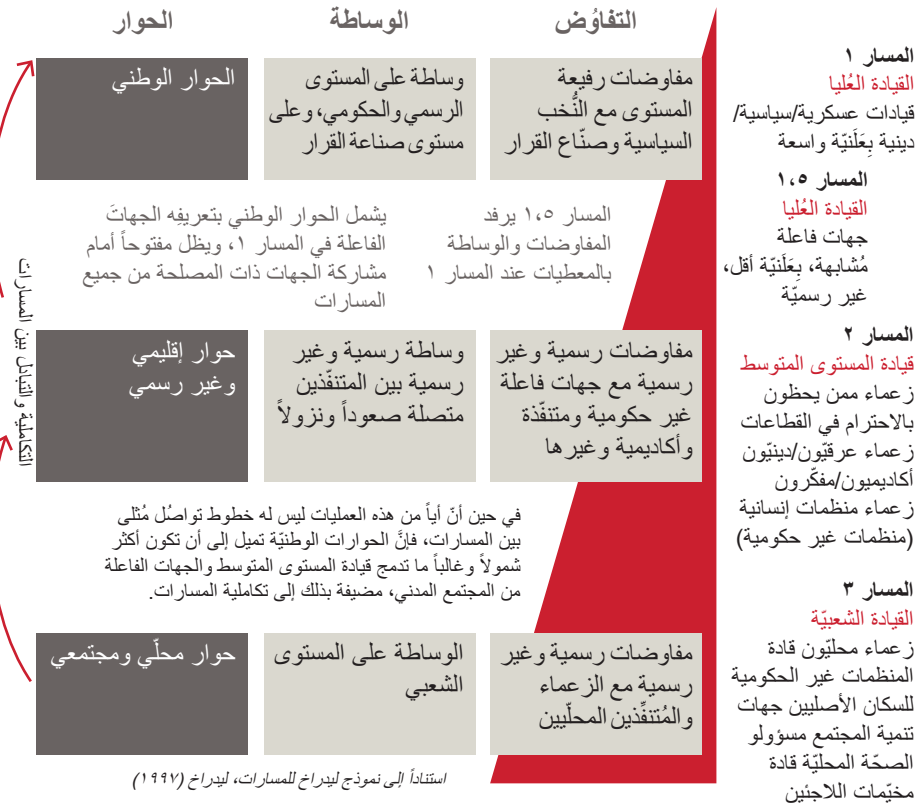 التفاوُض
الوساطة
الحوار
المسار ١
القيادة العُليا
قيادات عسكرية/سياسية/
دينية بِعَلَنيّة واسعة
مفاوضات رفيعة
المستوى مع النُّخب
السياسية وصنّاع القرار
وساطة على المستوى
الرسمي والحكومي، وعلى
مستوى صناعة القرار
الحوار الوطني
المسار ١،٥
القيادة العُليا
جهات فاعلة
مُشابهة، بِعَلَنيّة أقل،
غير رسميّة
المسار ١،٥ يرفد
المفاوضات والوساطة
بالمعطيات عند المسار ١
يشمل الحوار الوطني بتعريفِه الجهاتَ
الفاعلة في المسار ١، ويظل مفتوحاً أمام
مشاركة الجهات ذات المصلحة من جميع
المسارات
المسار ٢
قيادة المستوى المتوسط
زعماء ممن يحظون
بالاحترام في القطاعات
زعماء عرقيّون/دينيّون
أكاديميون/مفكّرون
زعماء منظمات إنسانية
(منظمات غير حكومية)
مفاوضات رسمية وغير
رسمية مع جهات فاعلة
غير حكومية ومتنفّذة
وأكاديمية وغيرها
وساطة رسمية وغير
رسمية بين المتنفّذين
متصلة صعوداً ونزولاً
حوار إقليمي
وغير رسمي
في حين أنّ أياً من هذه العمليات ليس له خطوط تواصُل مُثلى
بين المسارات، فإنَّ الحوارات الوطنيّة تميل إلى أن تكون أكثر
شمولاً وغالباً ما تدمج قيادة المستوى المتوسط والجهات الفاعلة
من المجتمع المدني، مضيفة بذلك إلى تكاملية المسارات.
المسار ٣
القيادة الشعبيّة
زعماء محليّون قادة
المنظمات غير الحكومية
للسكان الأصليين جهات
تنمية المجتمع مسؤولو
الصحّة المحليّة قادة
مخيّمات اللاجئين
مفاوضات رسمية وغير
رسمية مع الزعماء
والمُتنفِّذين المحلّيين
الوساطة على المستوى
الشعبي
حوار محلّي ومجتمعي
التكاملية والتبادل بين المسارات
استناداً إلى نموذج ليدراخ للمسارات، ليدراخ (١٩٩٧)